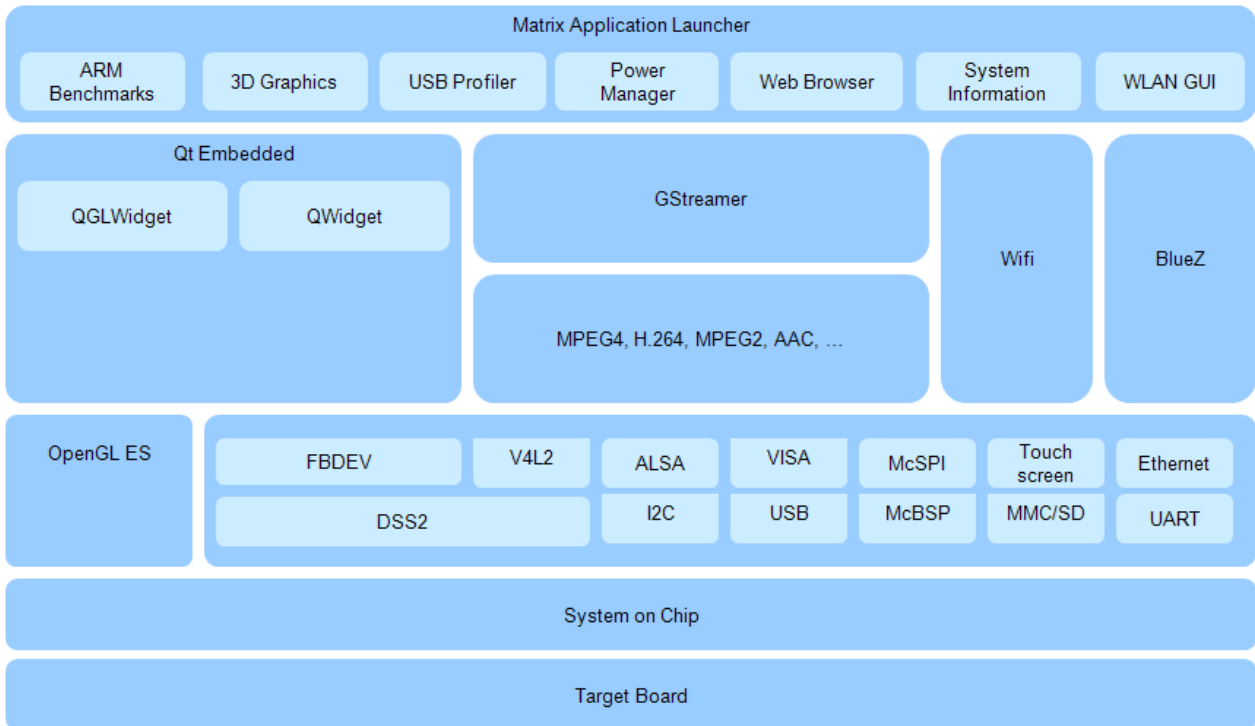 Matrix Application Launcher
ARM
Benchmarks
3D Graphics
USB Profiler
Power
Manager
Web Browser
System
Information
WLAN GUI
Qt Embedded
QGLWidget
QWidget
GStreamer
MPEG4, H.264, MPEG2, AAC, ...
Wifi
BlueZ
OpenGL ES
FBDEV
V4L2
ALSA
VISA
McSPI
Touch
screen
Ethernet
DSS2
I2C
USB
McBSP
MMC/SD
UART
System on Chip
Target Board